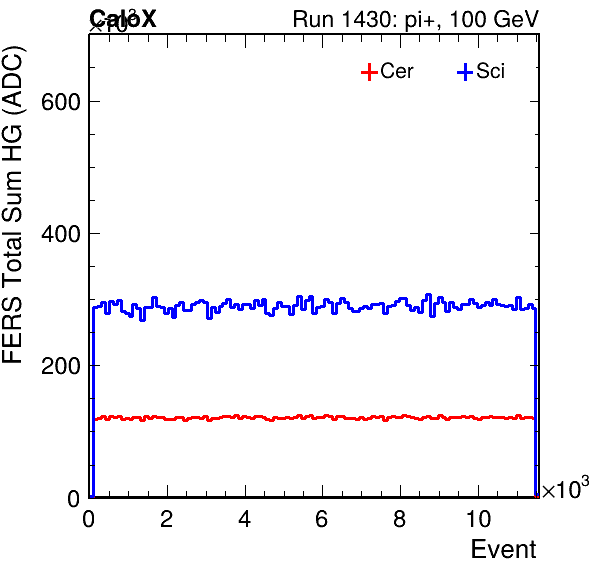 CaloX Run 1430: pi+, 100 GeV
×10³
FERS Total Sum HG (ADC)
Cer Sci
600
400
200
0
0 2 4 6 8 10
×10³
Event